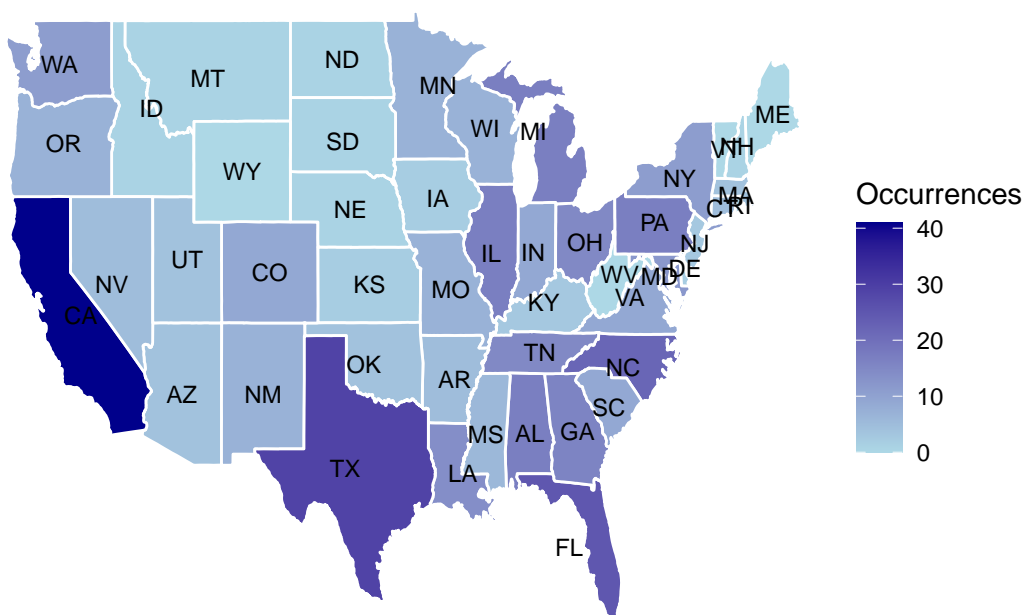 WA
MT
ND
MN
ME
ID
OR
SD
WI
MI
VT
NH
WY
NY
MA
NE
IA
CT
RI
PA
UT
CO
IL
IN
OH
NJ
NV
KS
MO
WV
MD
DE
KY
VA
CA
OK
AR
TN
NC
AZ
NM
SC
MS
AL
GA
TX
LA
FL
Occurrences
40
30
20
10
0